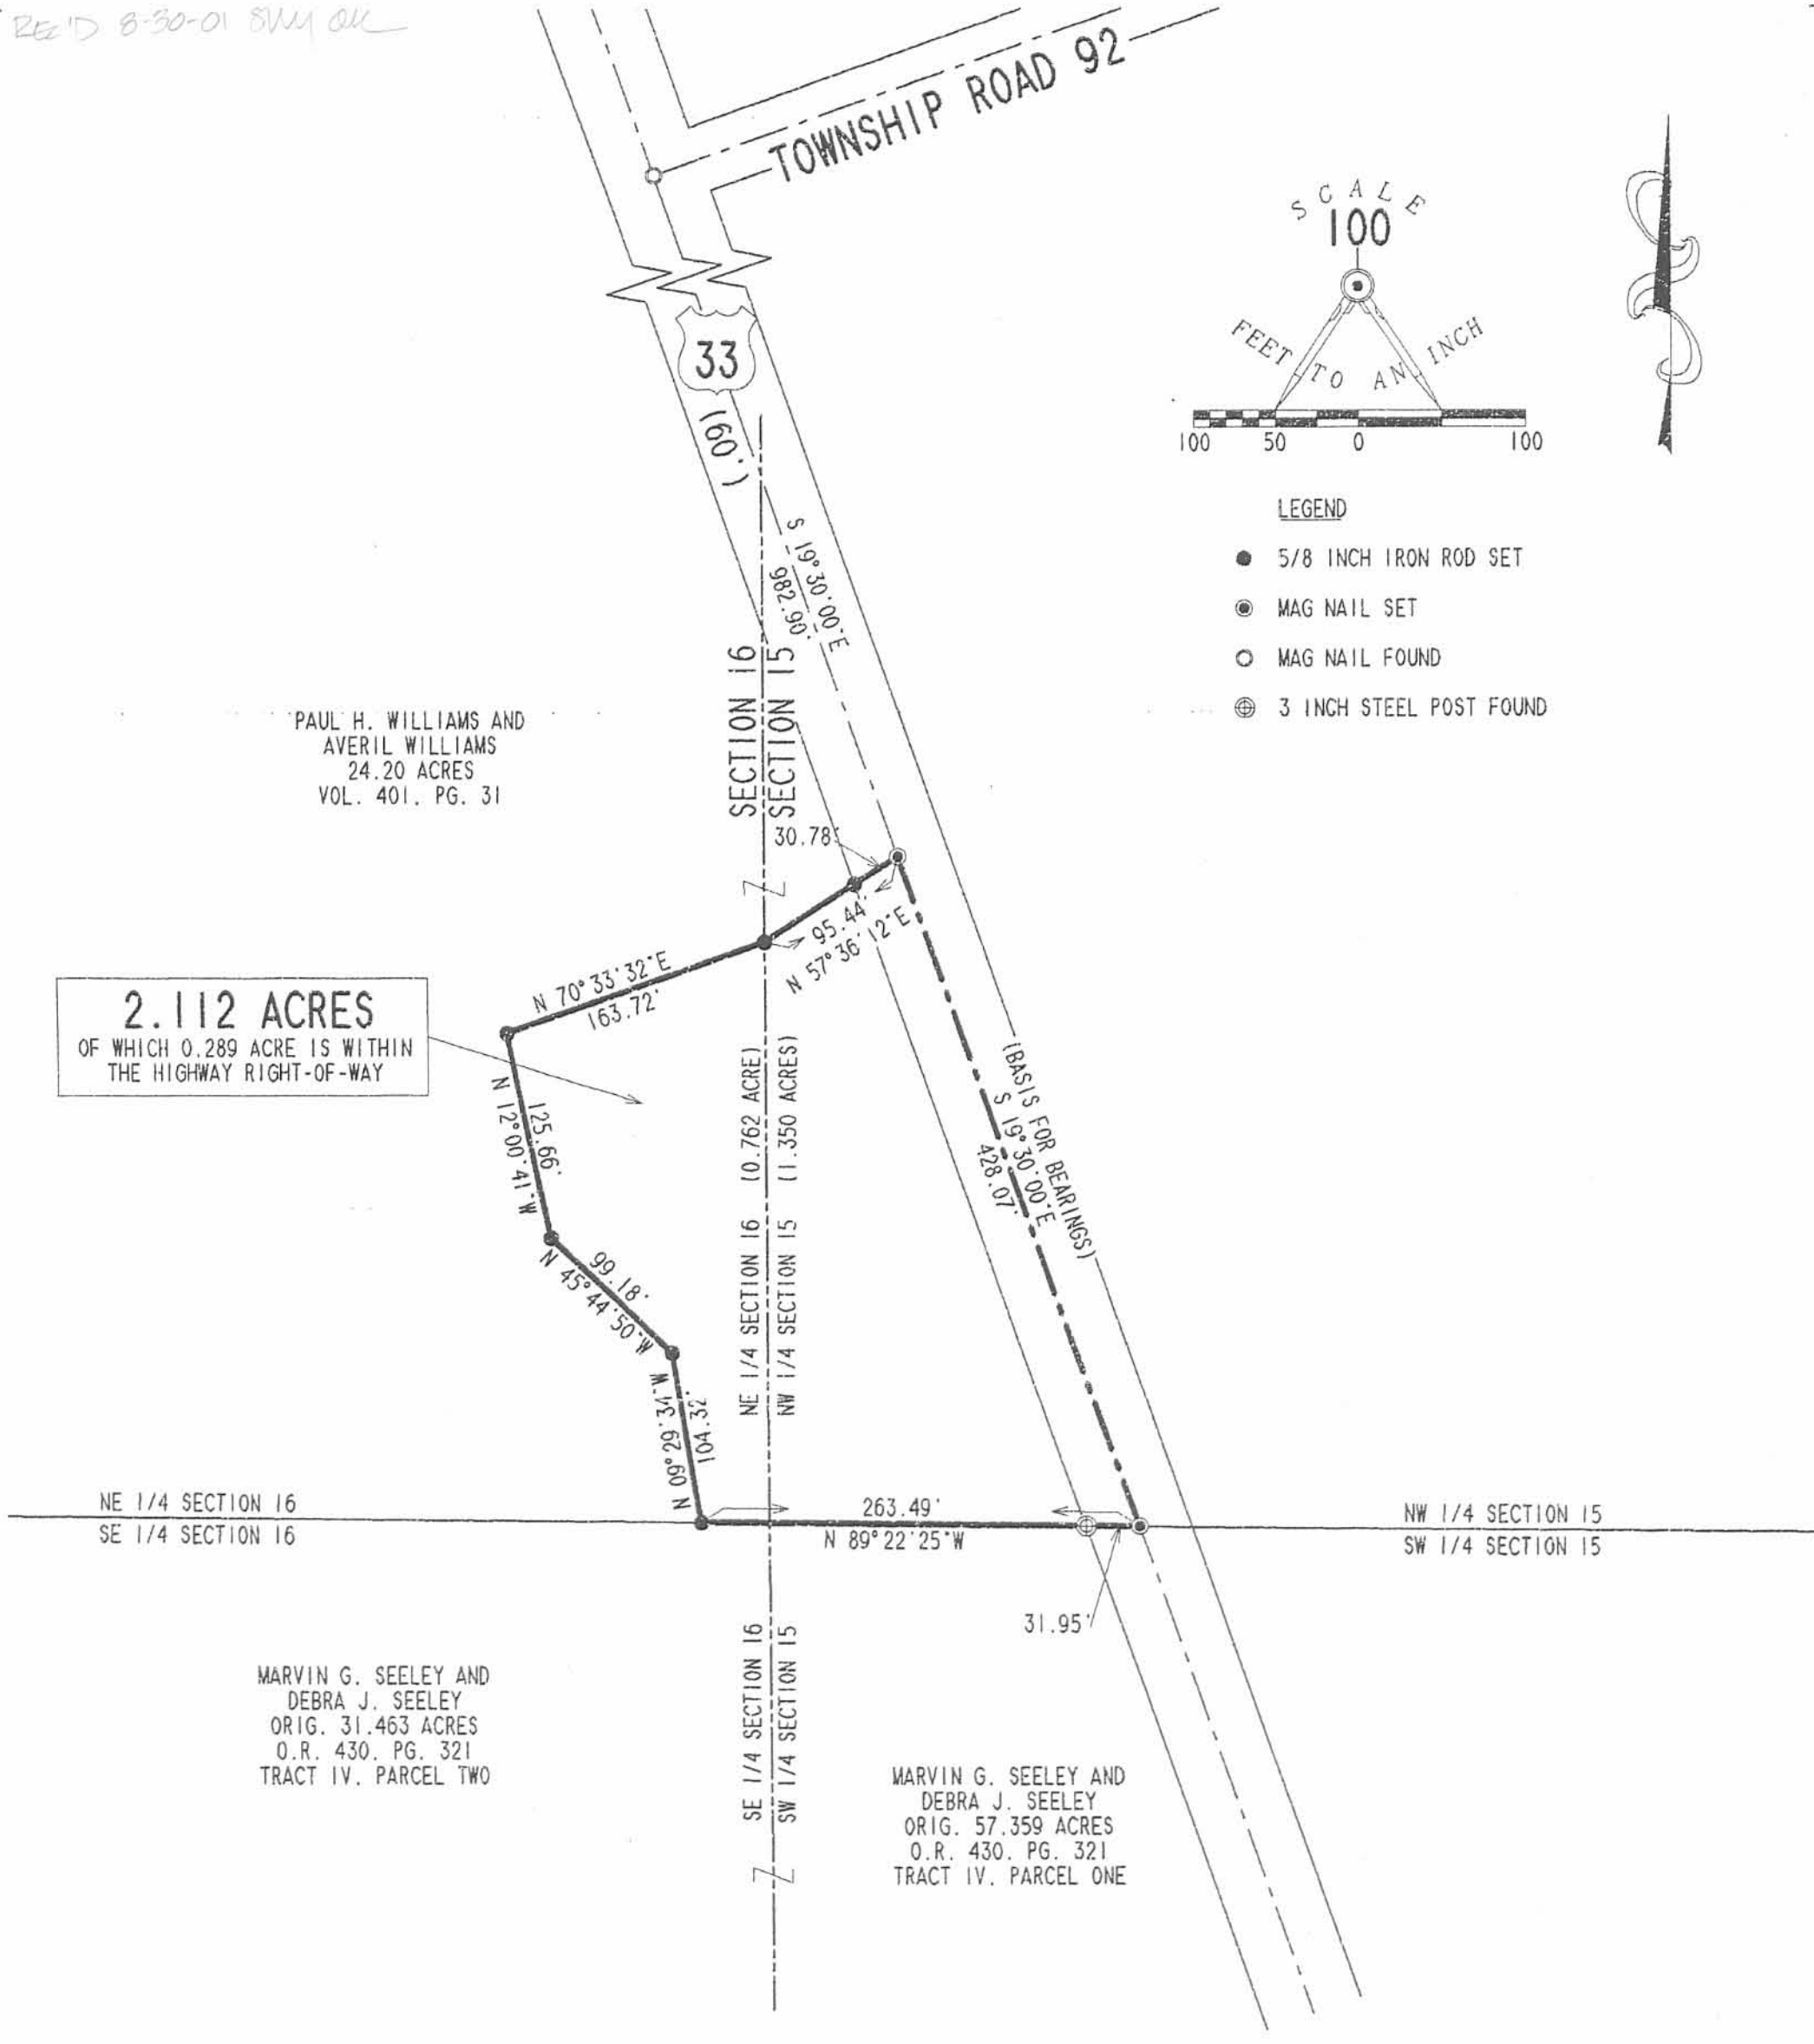 REC'D 8-30-01
TOWNSHIP ROAD 92
SCALE
100
FEET TO AN INCH
100 50 0 100
33
(60')
LEGEND
5/8 INCH IRON ROD SET
MAG NAIL SET
MAG NAIL FOUND
3 INCH STEEL POST FOUND
S 19°30'00"E
982.90'
SECTION 16
SECTION 15
PAUL H. WILLIAMS AND
AVERIL WILLIAMS
24.20 ACRES
VOL. 401, PG. 31
30.78'
95.44'
N 57°36'12"E
N 70°33'32"E
163.72'
2.112 ACRES
OF WHICH 0.289 ACRE IS WITHIN
THE HIGHWAY RIGHT-OF-WAY
125.66'
N 12°00'41"W
99.18'
N 45°44'50"W
N 09°29'31"W
104.32'
NE 1/4 SECTION 16 (0.762 ACRE)
NW 1/4 SECTION 15 (1.350 ACRES)
(BASIS FOR BEARINGS)
S 19°30'00"E
428.07'
NE 1/4 SECTION 16
SE 1/4 SECTION 16
263.49'
N 89°22'25"W
NW 1/4 SECTION 15
SW 1/4 SECTION 15
31.95'
SE 1/4 SECTION 16
SW 1/4 SECTION 15
MARVIN G. SEELEY AND
DEBRA J. SEELEY
ORIG. 31.463 ACRES
O.R. 430, PG. 321
TRACT IV, PARCEL TWO
MARVIN G. SEELEY AND
DEBRA J. SEELEY
ORIG. 57.359 ACRES
O.R. 430, PG. 321
TRACT IV, PARCEL ONE